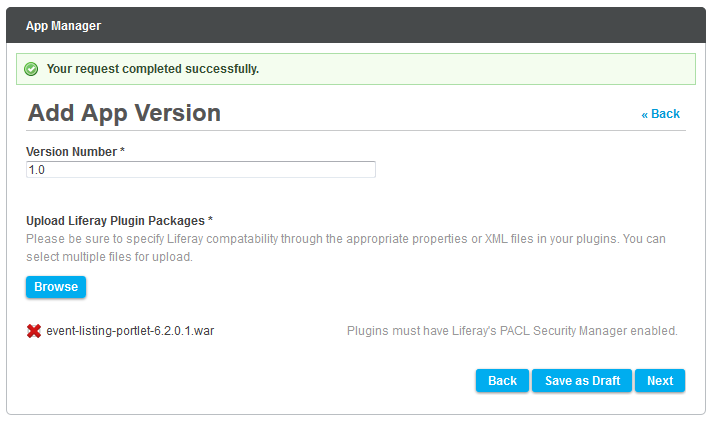 App Manager
Your request completed successfully.
Add App Version
« Back
Version Number *
1.0
Upload Liferay Plugin Packages *
Please be sure to specify Liferay compatability through the appropriate properties or XML files in your plugins. You can
select multiple files for upload.
Browse
event-listing-portlet-6.2.0.1.war Plugins must have Liferay's PACL Security Manager enabled.
Back Save as Draft Next